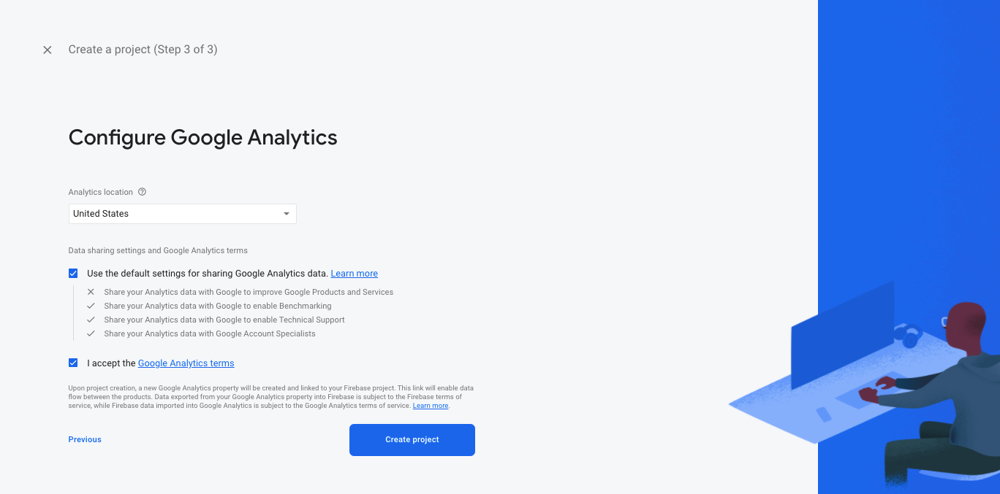 Create a project (Step 3 of 3)
Configure Google Analytics
Analytics location
United States
Data sharing settings and Google Analytics terms
Use the default settings for sharing Google Analytics data. Learn more
Share your Analytics data with Google to improve Google Products and Services
Share your Analytics data with Google to enable Benchmarking
Share your Analytics data with Google to enable Technical Support
Share your Analytics data with Google Account Specialists
I accept the Google Analytics terms
Upon project creation, a new Google Analytics property will be created and linked to your Firebase project. This link will enable data
flow between the products. Data exported from your Google Analytics property into Firebase is subject to the Firebase terms of
service, while Firebase data imported into Google Analytics is subject to the Google Analytics terms of service. Learn more.
Previous
Create project